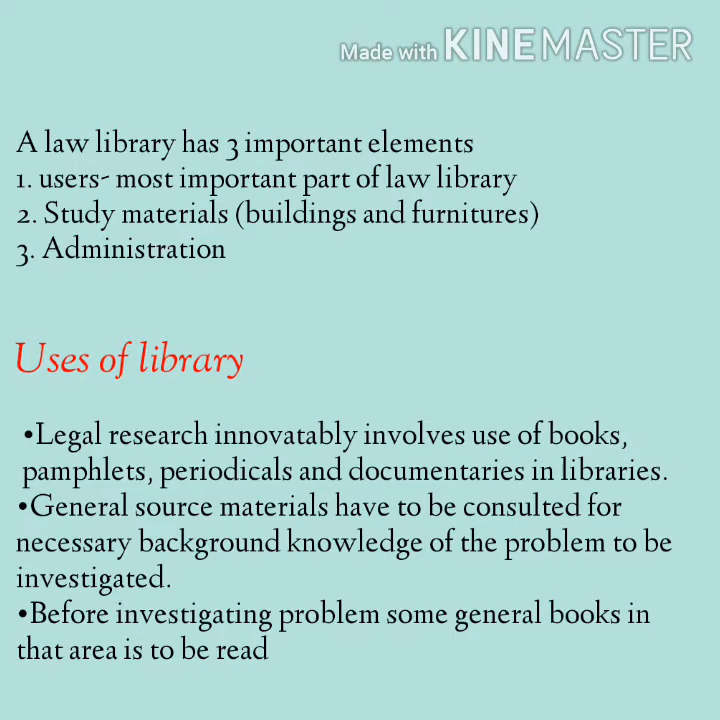 Made with KINEMASTER
A law library has 3 important elements
1. users- most important part of law library
2. Study materials (buildings and furnitures)
3. Administration
Uses of library
•Legal research innovatably involves use of books,
pamphlets, periodicals and documentaries in libraries.
•General source materials have to be consulted for
necessary background knowledge of the problem to be
investigated.
•Before investigating problem some general books in
that area is to be read